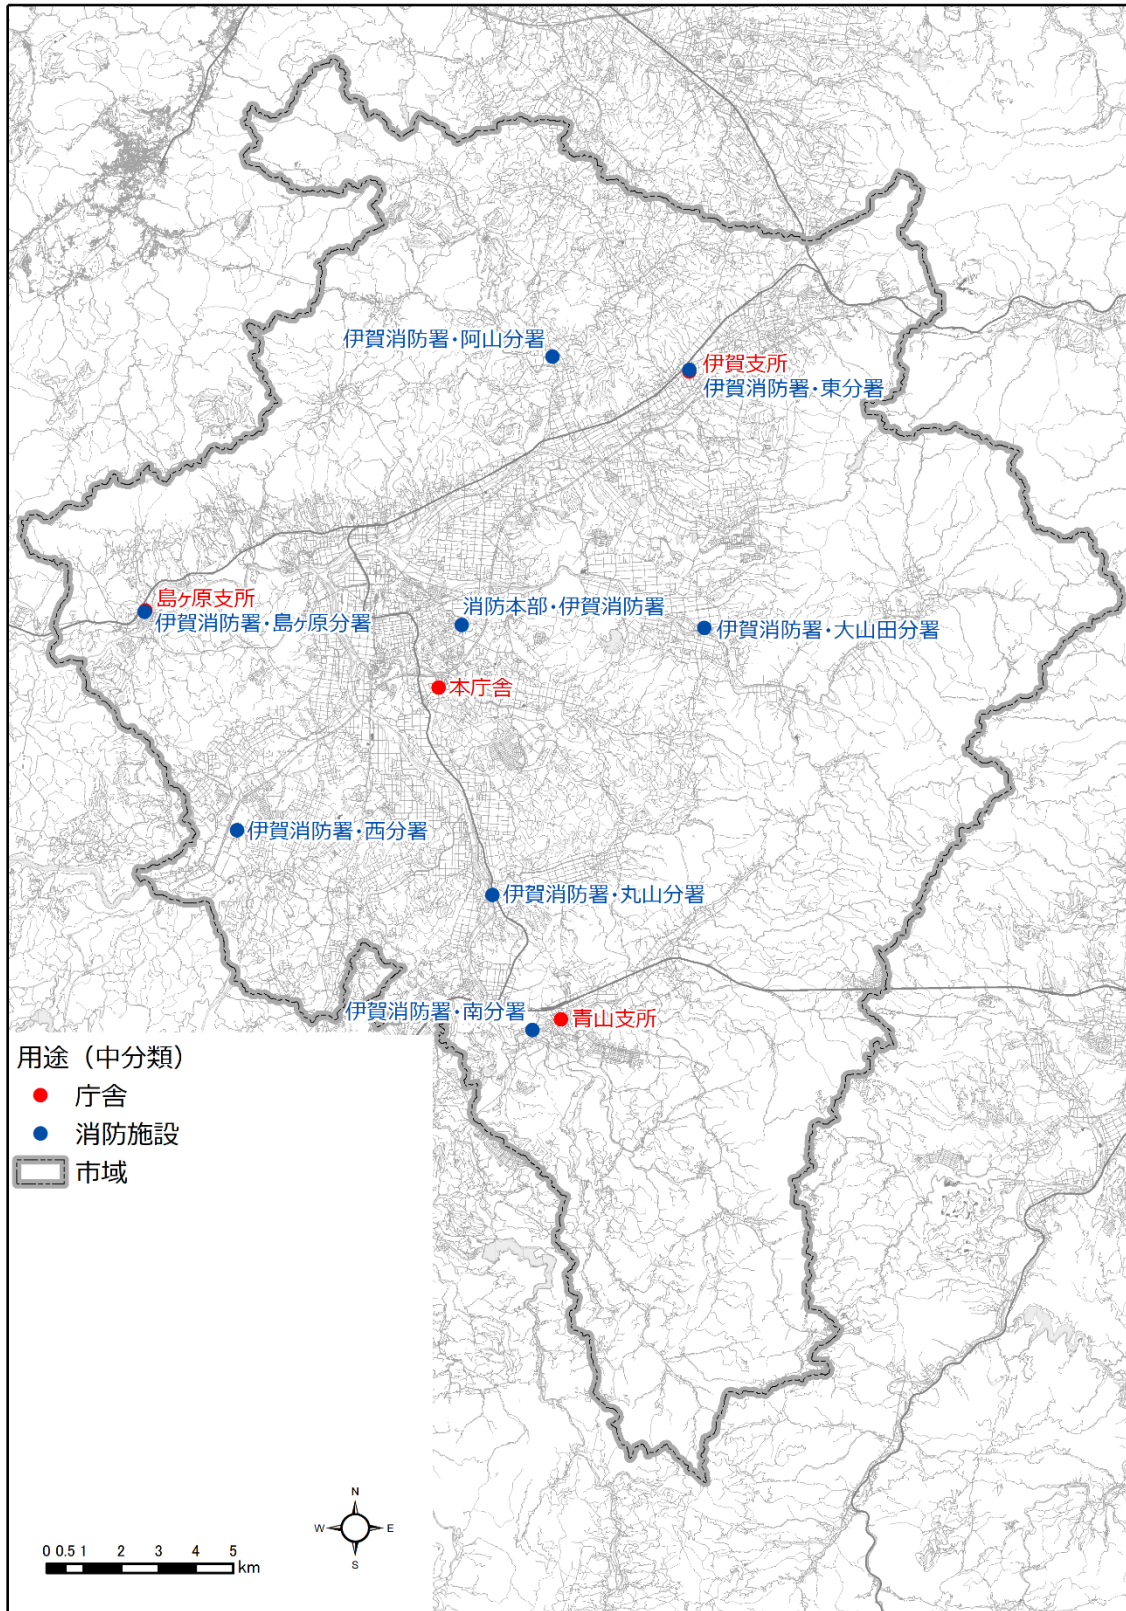 伊賀消防署・阿山分署
伊賀支所
伊賀消防署・東分署
島ヶ原支所
伊賀消防署・島ヶ原分署
消防本部・伊賀消防署
伊賀消防署・大山田分署
本庁舎
伊賀消防署・西分署
伊賀消防署・丸山分署
伊賀消防署・南分署
青山支所
用途（中分類）
庁舎
消防施設
市域
N
W E
S
0 0.5 1 2 3 4 5
km